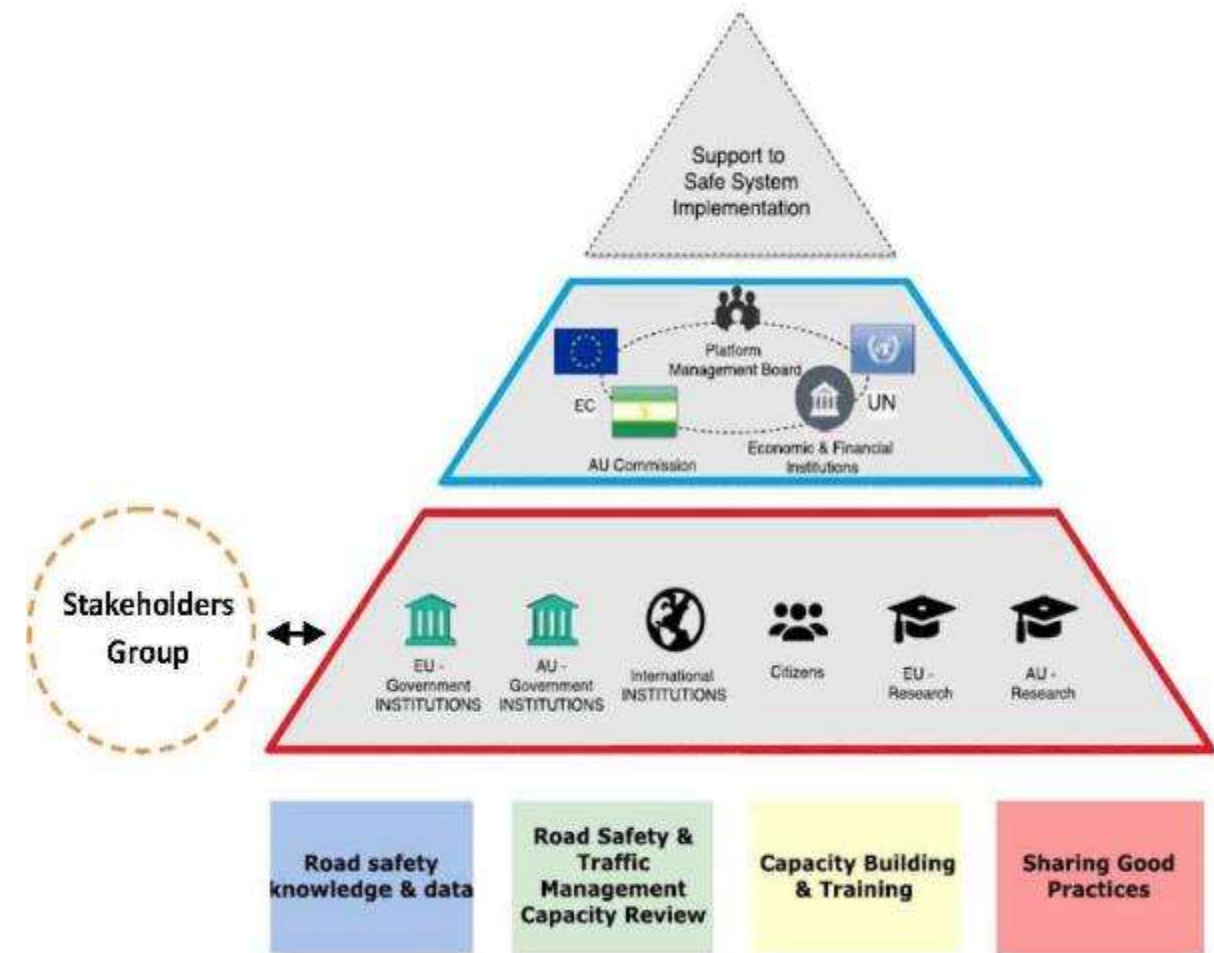 Support to
Safe System
Implementation
Platform
Management Board
EC
UN
AU Commission
Economic & Financial
Institutions
Stakeholders
Group
EU -
Government
INSTITUTIONS
AU -
Government
INSTITUTIONS
International
INSTITUTIONS
Citizens
EU -
Research
AU -
Research
Road safety
knowledge & data
Road Safety &
Traffic
Management
Capacity Review
Capacity Building
& Training
Sharing Good
Practices